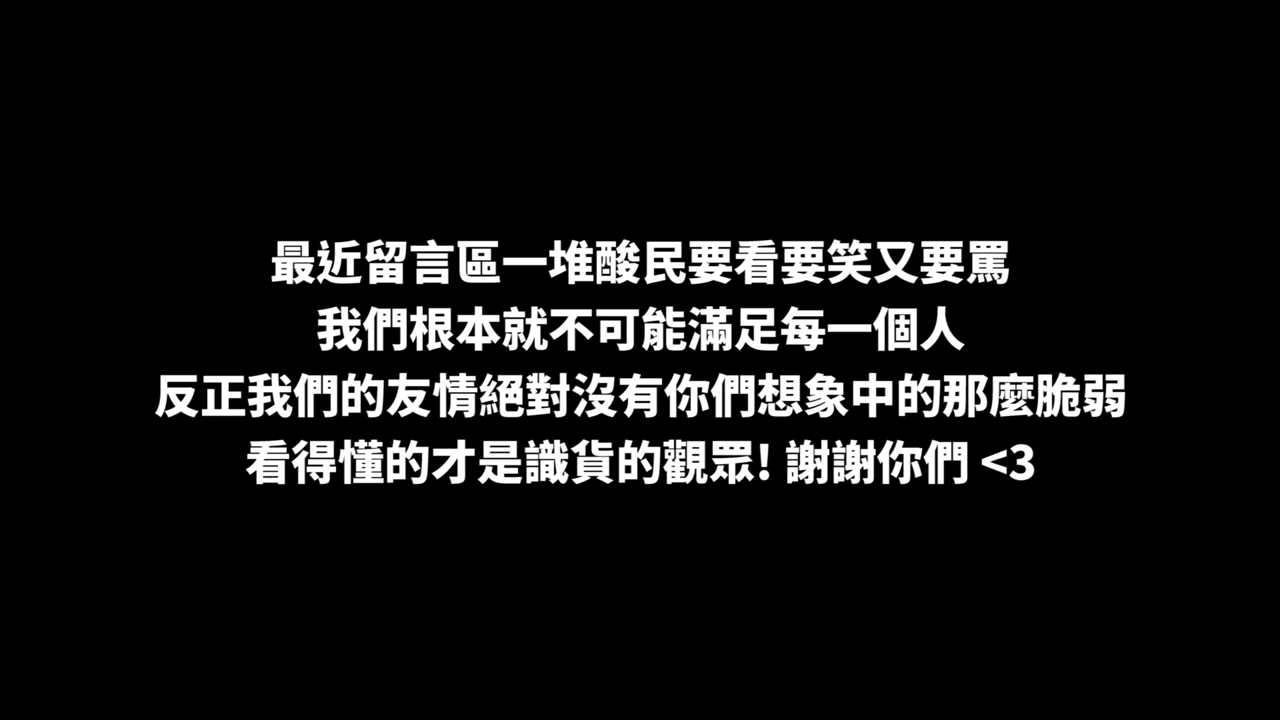 最近留言區一堆酸民要看要笑又要罵
我們根本就不可能滿足每一個人
反正我們的友情絕對沒有你們想象中的那麼脆弱
看得懂的才是識貨的觀眾! 謝謝你們 <3